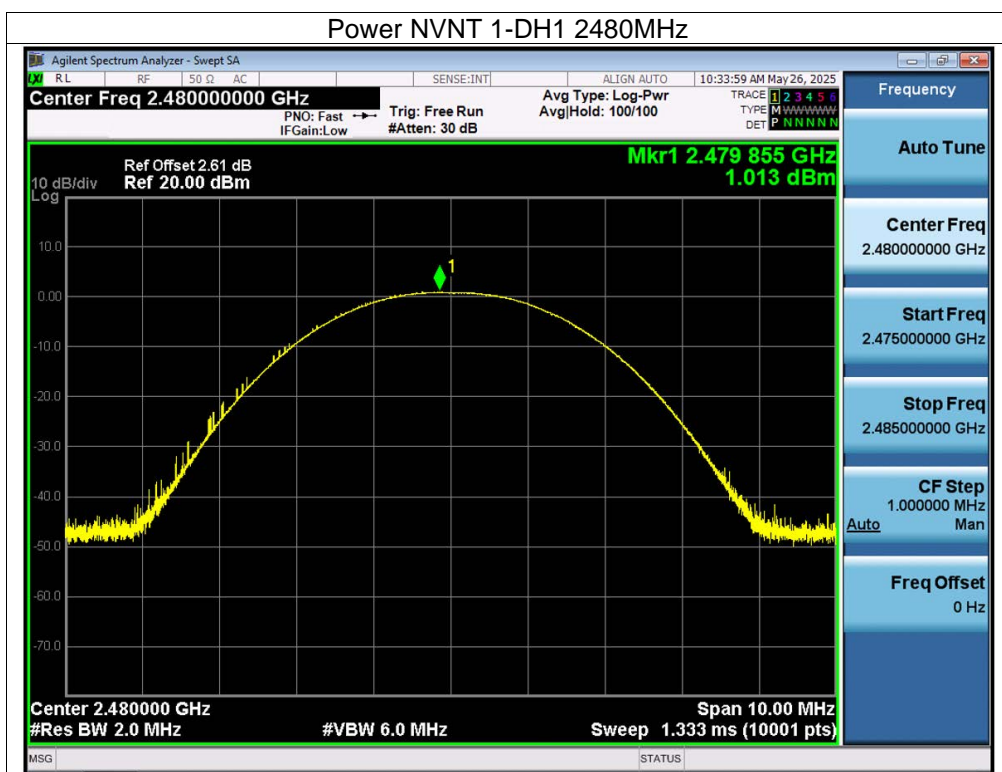 Power NVNT 1-DH1 2480MHz
Agilent Spectrum Analyzer - Swept SA
LXI RL RF 50 Ω AC SENSE:INT ALIGN AUTO 10:33:59 AM May 26, 2025
Center Freq 2.480000000 GHz
PNO: Fast
IFGain:Low
Trig: Free Run
#Atten: 30 dB
Avg Type: Log-Pwr
Avg|Hold: 100/100
TRACE 1 2 3 4 5 6
TYPE M WWWWW
DET P N N N N N
Frequency
Auto Tune
Center Freq
2.480000000 GHz
Start Freq
2.475000000 GHz
Stop Freq
2.485000000 GHz
CF Step
1.000000 MHz
Auto Man
Freq Offset
0 Hz
Mkr1 2.479 855 GHz
1.013 dBm
Ref Offset 2.61 dB
10 dB/div Ref 20.00 dBm
Log
10.0
1
0.00
-10.0
-20.0
-30.0
-40.0
-50.0
-60.0
-70.0
Center 2.480000 GHz Span 10.00 MHz
#Res BW 2.0 MHz #VBW 6.0 MHz Sweep 1.333 ms (10001 pts)
MSG STATUS